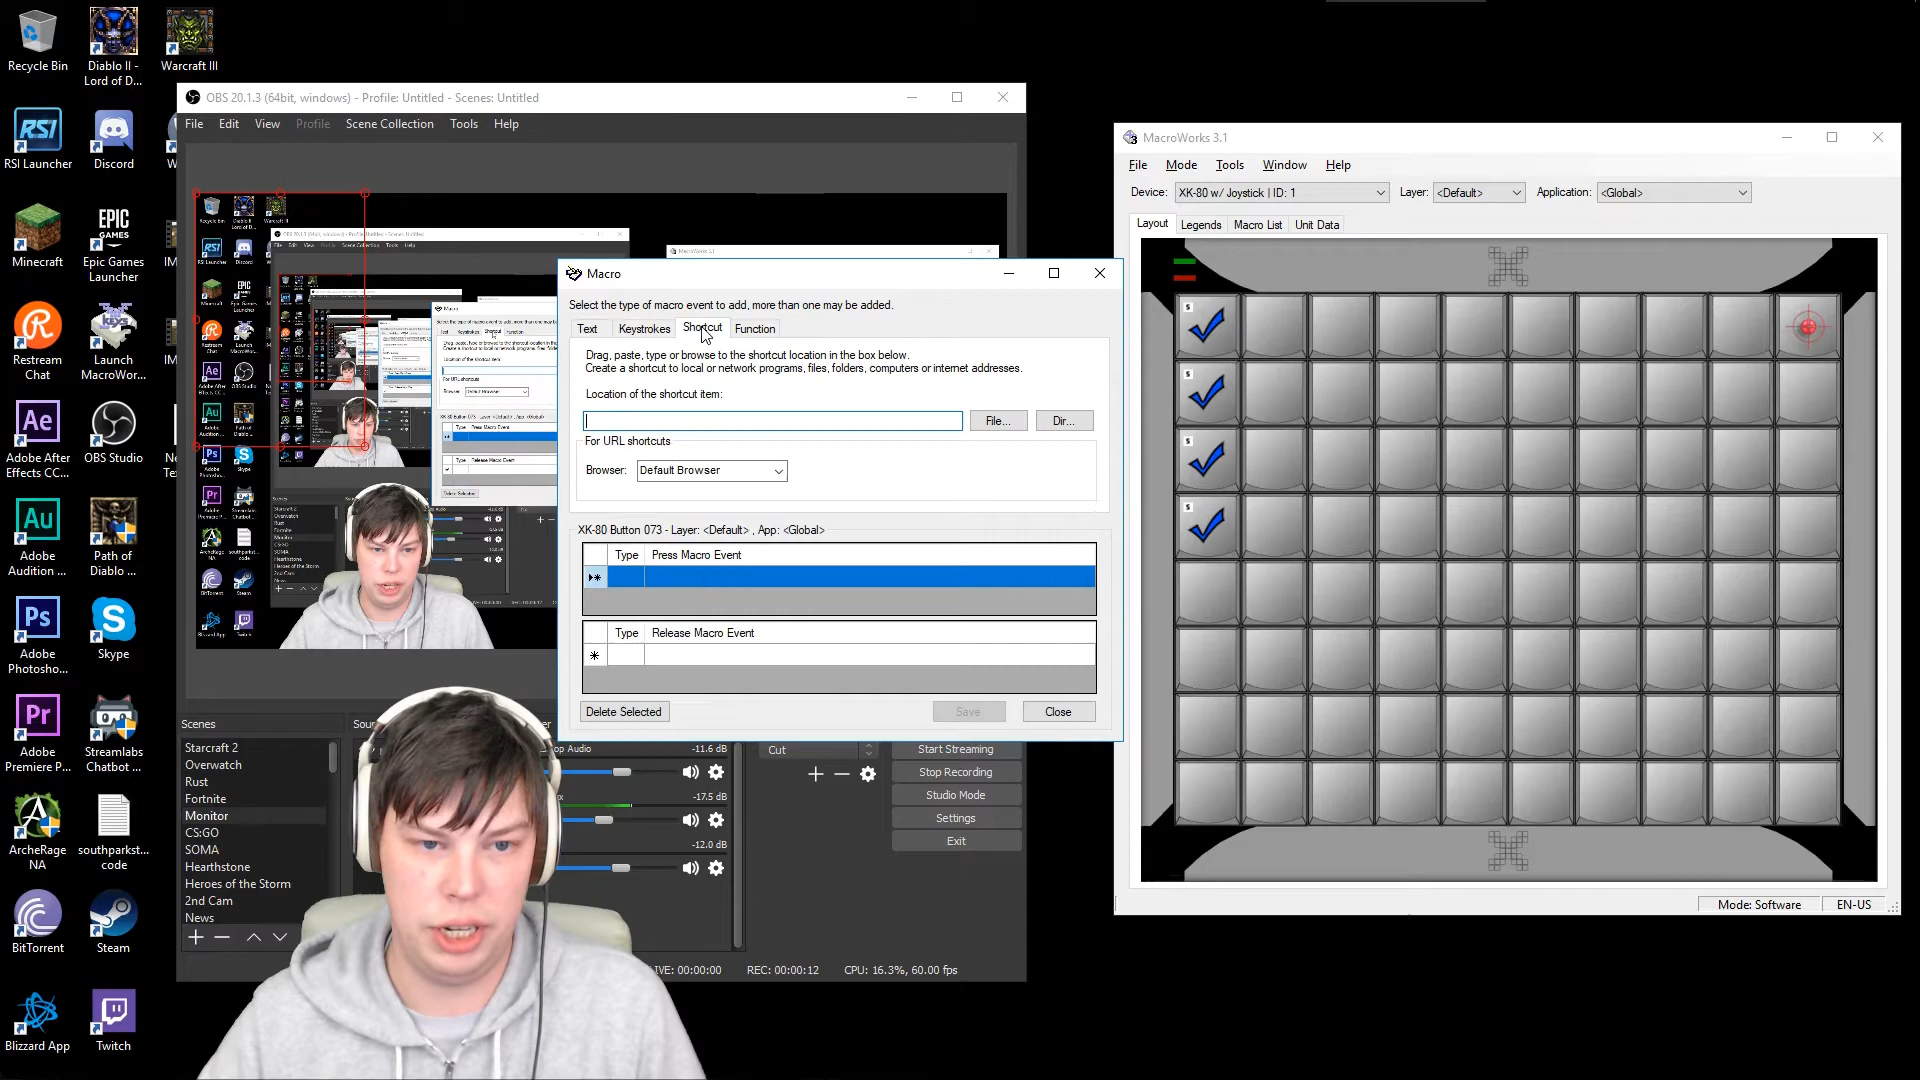 Recycle Bin
Diablo II -
Lord of D...
Warcraft III
RSI Launcher
Discord
Minecraft
Epic Games
Launcher
Restream
Chat
Launch
MacroWor...
Adobe After
Effects CC...
OBS Studio
Adobe
Audition ...
Path of
Diablo ...
Adobe
Photosho...
Skype
Adobe
Premiere P...
Streamlabs
Chatbot ...
ArcheRage
NA
southparkst...
code
BitTorrent
Steam
Blizzard App
Twitch
OBS 20.1.3 (64bit, windows) - Profile: Untitled - Scenes: Untitled
File Edit View Profile Scene Collection Tools Help
Macro
Select the type of macro event to add, more than one may be added.
Text Keystrokes Shortcut Function
Drag, paste, type or browse to the shortcut location in the box below.
Create a shortcut to local or network programs, files, folders, computers or internet addresses.
Location of the shortcut item:
File... Dir...
For URL shortcuts
Browser: Default Browser
XK-80 Button 073 - Layer: <Default> , App: <Global>
Type Press Macro Event
Type Release Macro Event
Delete Selected Save Close
Scenes
Starcraft 2
Overwatch
Rust
Fortnite
Monitor
CS:GO
SOMA
Hearthstone
Heroes of the Storm
2nd Cam
News
Audio -11.6 dB
-17.5 dB
-12.0 dB
Cut
Start Streaming
Stop Recording
Studio Mode
Settings
Exit
LIVE: 00:00:00 REC: 00:00:12 CPU: 16.3%, 60.00 fps
MacroWorks 3.1
File Mode Tools Window Help
Device: XK-80 w/ Joystick | ID: 1 Layer: <Default> Application: <Global>
Layout Legends Macro List Unit Data
S
S
S
S
Mode: Software EN-US